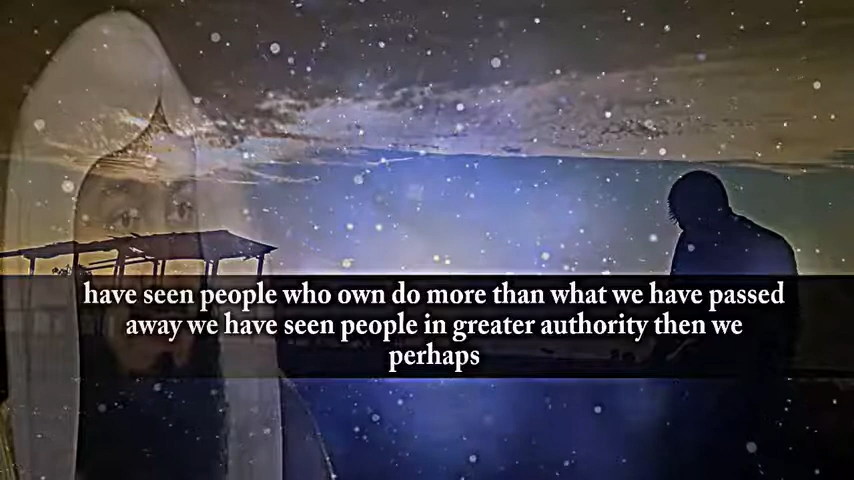 have seen people who own do more than what we have passed
away we have seen people in greater authority then we
perhaps